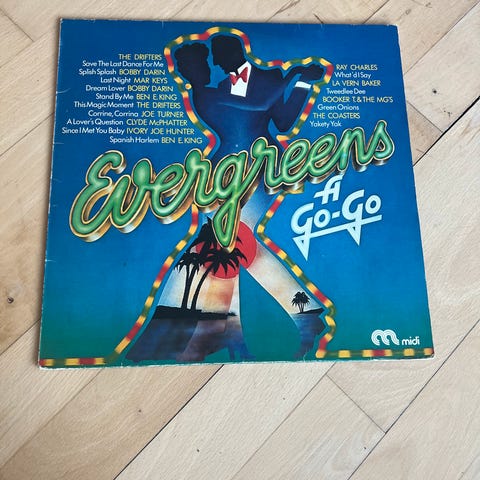 THE DRIFTERS
Save The Last Dance For Me
Splish Splash BOBBY DARIN
Last Night MAR KEYS
Dream Lover BOBBY DARIN
Stand By Me BEN E. KING
This Magic Moment THE DRIFTERS
Corrine, Corrina JOE TURNER
A Lover's Question CLYDE McPHATTER
Since I Met You Baby IVORY JOE HUNTER
Spanish Harlem BEN E. KING
RAY CHARLES
What'd I Say
LA VERN BAKER
Tweedlee Dee
BOOKER T. & THE MG'S
Green Onions
THE COASTERS
Yakety Yak
Evergreens
A
Go-Go
midi